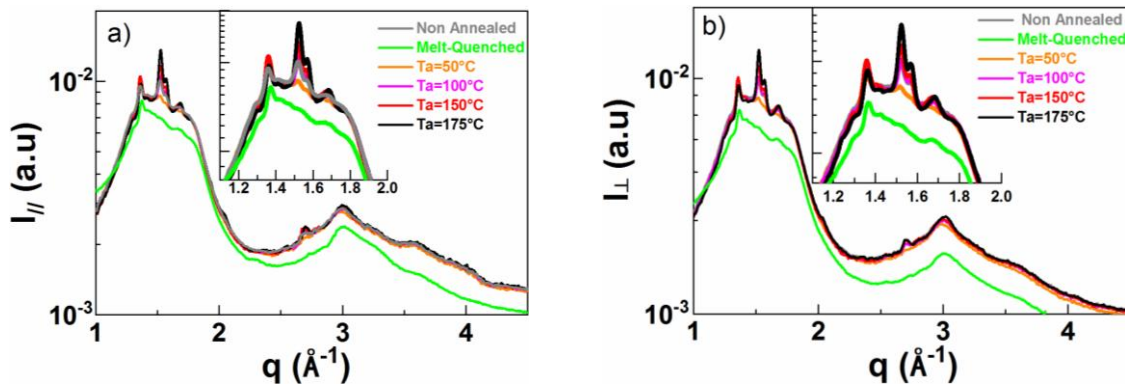 a)
Non Annealed
Melt-Quenched
Ta=50°C
Ta=100°C
Ta=150°C
Ta=175°C
10⁻²
10⁻³
I// (a.u)
1.2 1.4 1.6 1.8 2.0
1 2 3 4
q (Å⁻¹)
b)
Non Annealed
Melt-Quenched
Ta=50°C
Ta=100°C
Ta=150°C
Ta=175°C
10⁻²
10⁻³
I⊥ (a.u)
1.2 1.4 1.6 1.8 2.0
1 2 3 4
q (Å⁻¹)